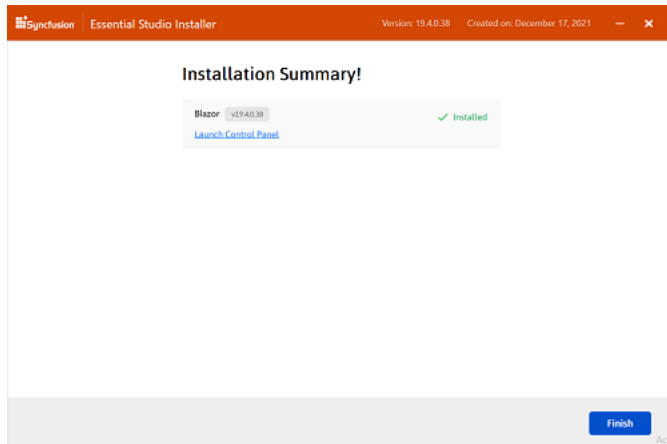 Syncfusion Essential Studio Installer Version: 19.4.0.38 Created on: December 17, 2021
Installation Summary!
Blazor v19.4.0.38 Installed
Launch Control Panel
Finish
Ac